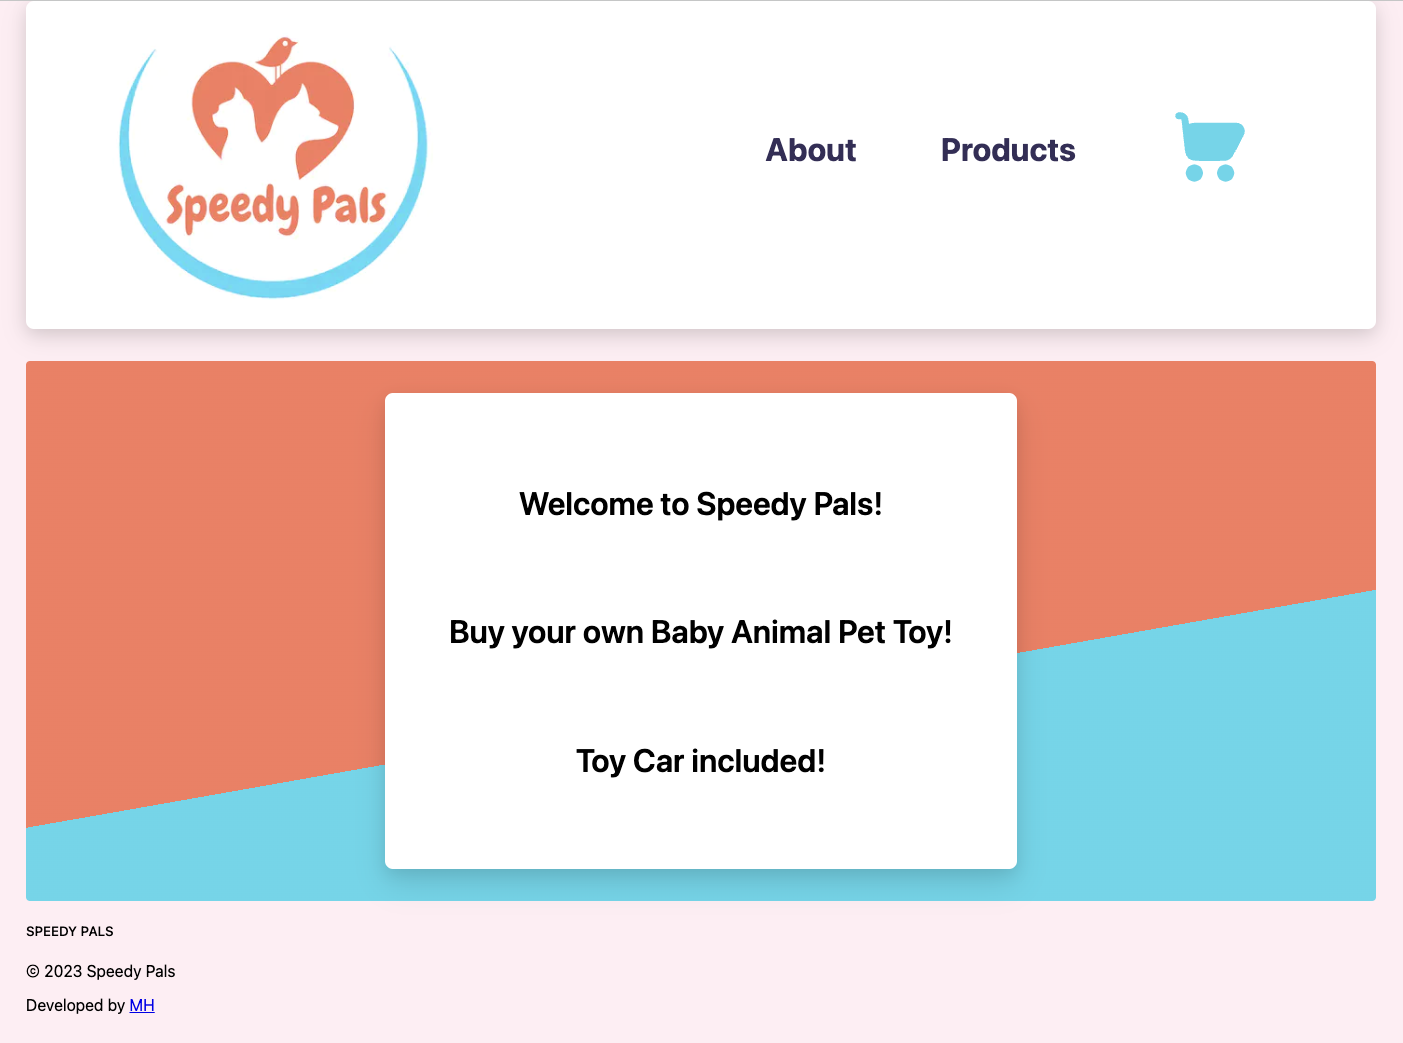 Speedy Pals
About
Products
Welcome to Speedy Pals!
Buy your own Baby Animal Pet Toy!
Toy Car included!
SPEEDY PALS
© 2023 Speedy Pals
Developed by MH